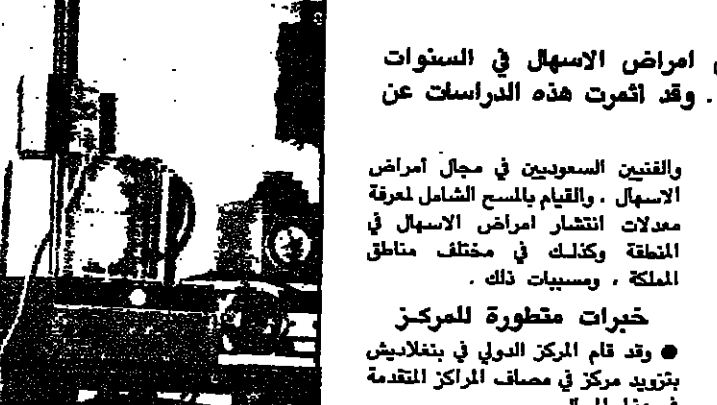 امراض الاسهال في السنوات
. وقد اثمرت هذه الدراسات عن
والفنيين السعوديين في مجال أمراض
الاسهال ، والقيام بالمسح الشامل لمعرفة
معدلات انتشار امراض الاسهال في
المنطقة وكذلك في مختلف مناطق
المملكة ، ومسببات ذلك .
خبرات متطورة للمركز
● وقد قام المركز الدولي في بنغلاديش
بتزويد مركز في مصاف المراكز المتقدمة